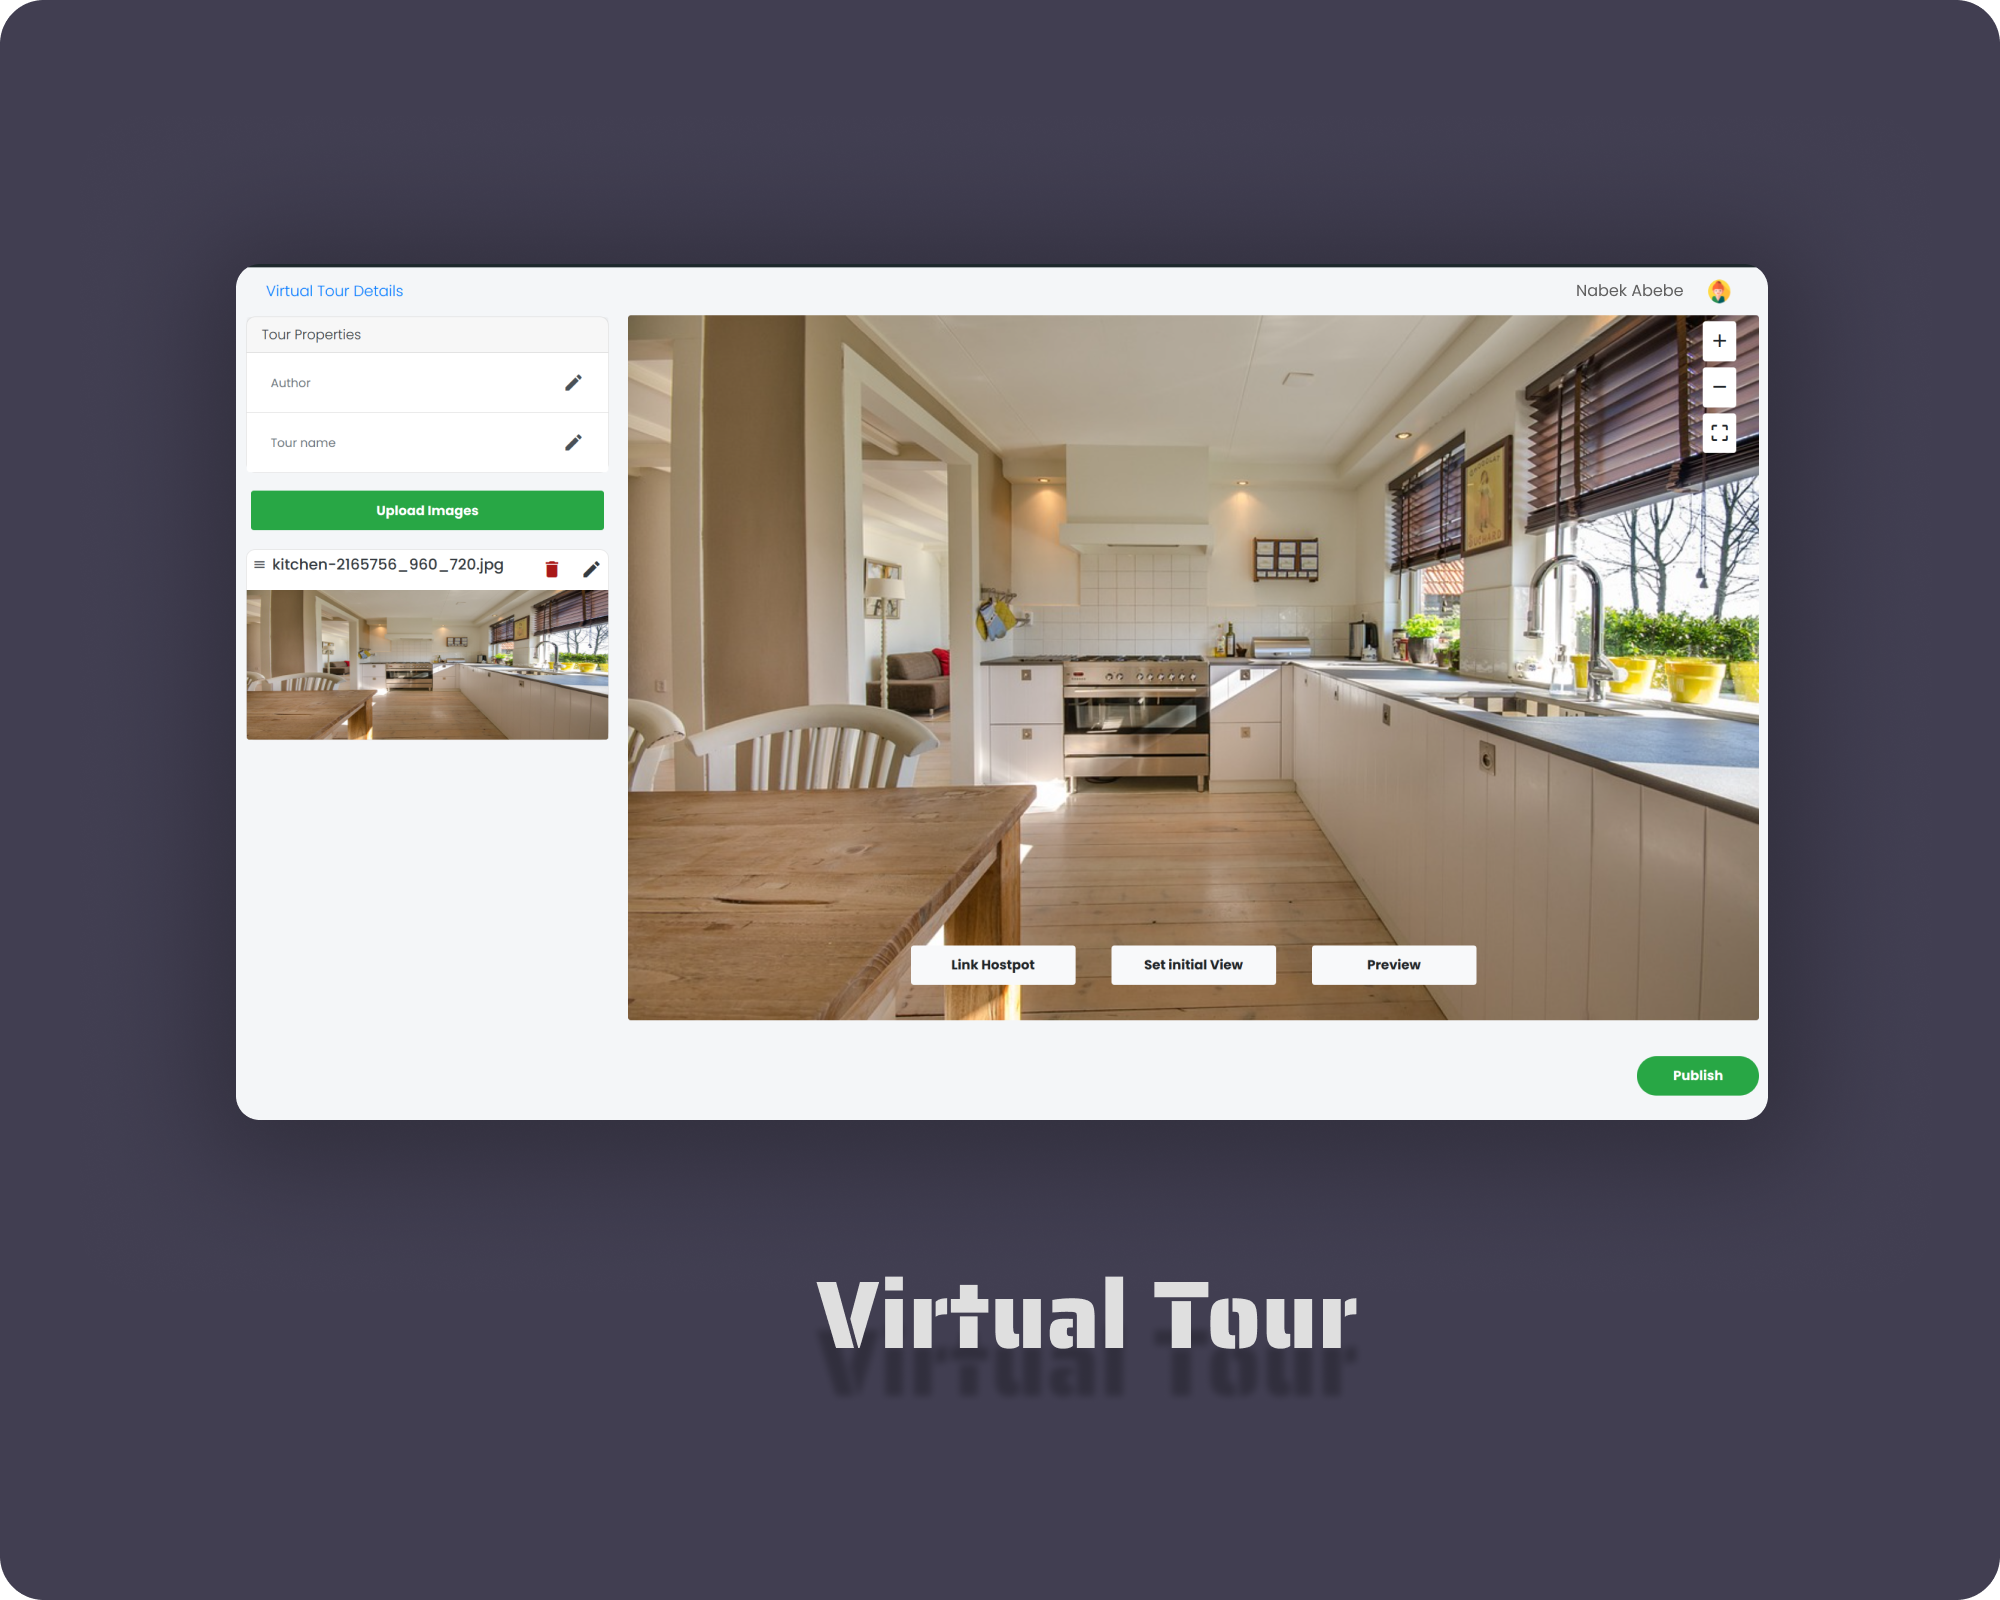 Virtual Tour Details
Nabek Abebe
Tour Properties
Author
Tour name
Upload Images
kitchen-2165756_960_720.jpg
+
−
Link Hostpot
Set initial View
Preview
Publish
Virtual Tour